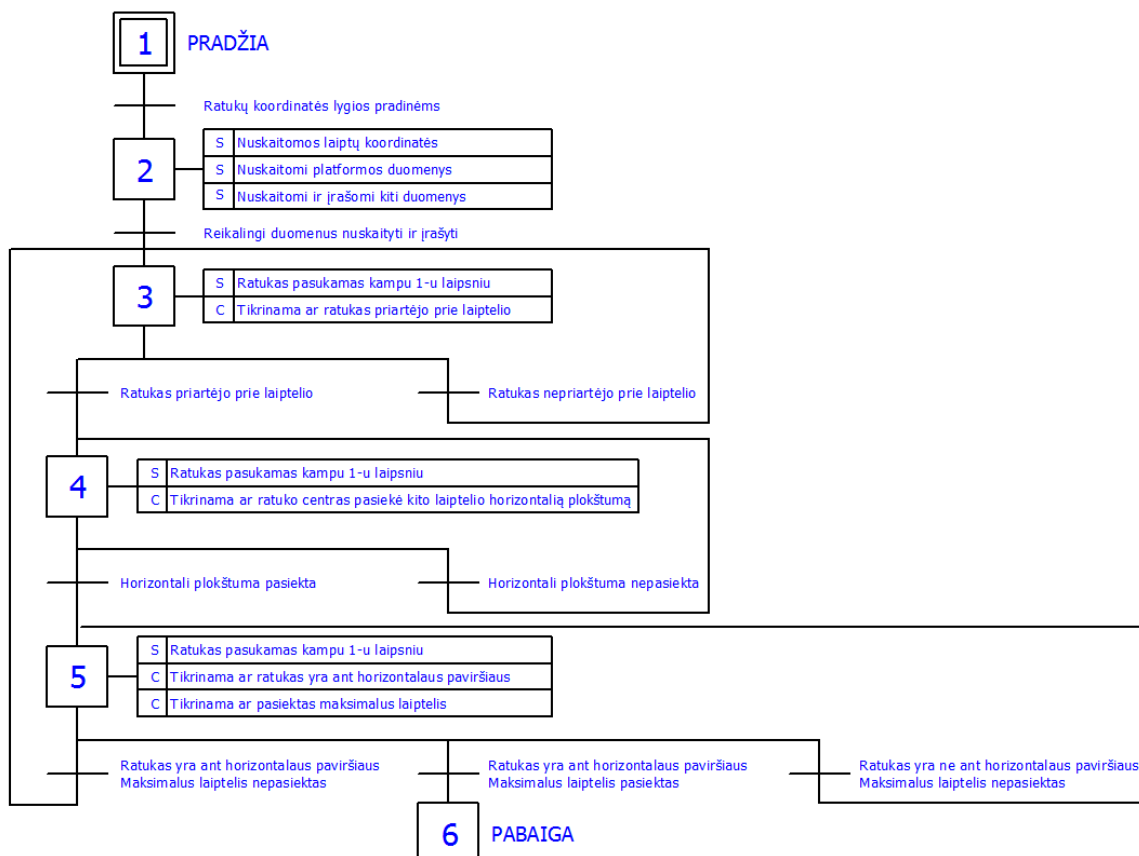 1 PRADŽIA
Ratukų koordinatės lygios pradinėms
2
S Nuskaitomos laiptų koordinatės
S Nuskaitomi platformos duomenys
S Nuskaitomi ir įrašomi kiti duomenys
Reikalingi duomenus nuskaityti ir įrašyti
3
S Ratukas pasukamas kampu 1-u laipsniu
C Tikrinama ar ratukas priartėjo prie laiptelio
Ratukas priartėjo prie laiptelio
Ratukas nepriartėjo prie laiptelio
4
S Ratukas pasukamas kampu 1-u laipsniu
C Tikrinama ar ratuko centras pasiekė kito laiptelio horizontalią plokštumą
Horizontali plokštuma pasiekta
Horizontali plokštuma nepasiekta
5
S Ratukas pasukamas kampu 1-u laipsniu
C Tikrinama ar ratukas yra ant horizontalaus paviršiaus
C Tikrinama ar pasiektas maksimalus laiptelis
Ratukas yra ant horizontalaus paviršiaus
Maksimalus laiptelis nepasiektas
Ratukas yra ant horizontalaus paviršiaus
Maksimalus laiptelis pasiektas
Ratukas yra ne ant horizontalaus paviršiaus
Maksimalus laiptelis nepasiektas
6 PABAIGA